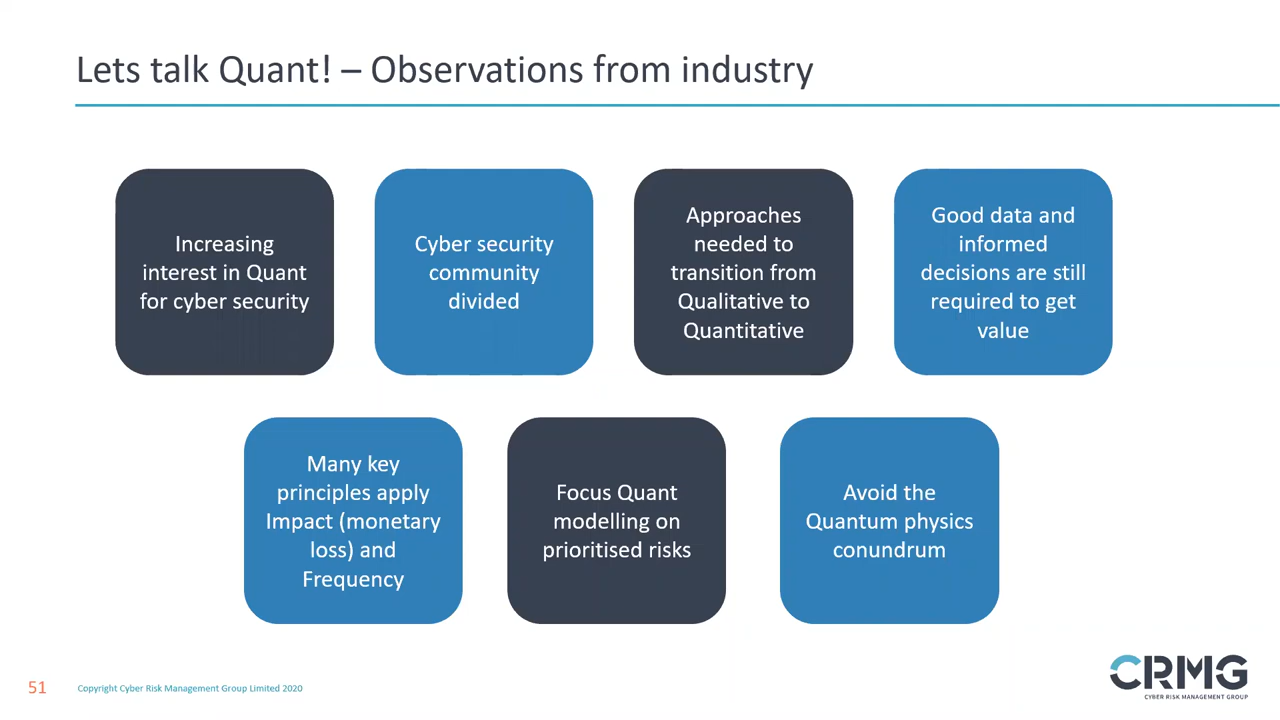 Lets talk Quant! – Observations from industry
Increasing
interest in Quant
for cyber security
Cyber security
community
divided
Approaches
needed to
transition from
Qualitative to
Quantitative
Good data and
informed
decisions are still
required to get
value
Many key
principles apply
Impact (monetary
loss) and
Frequency
Focus Quant
modelling on
prioritised risks
Avoid the
Quantum physics
conundrum
51
Copyright Cyber Risk Management Group Limited 2020
CRMG
CYBER RISK MANAGEMENT GROUP